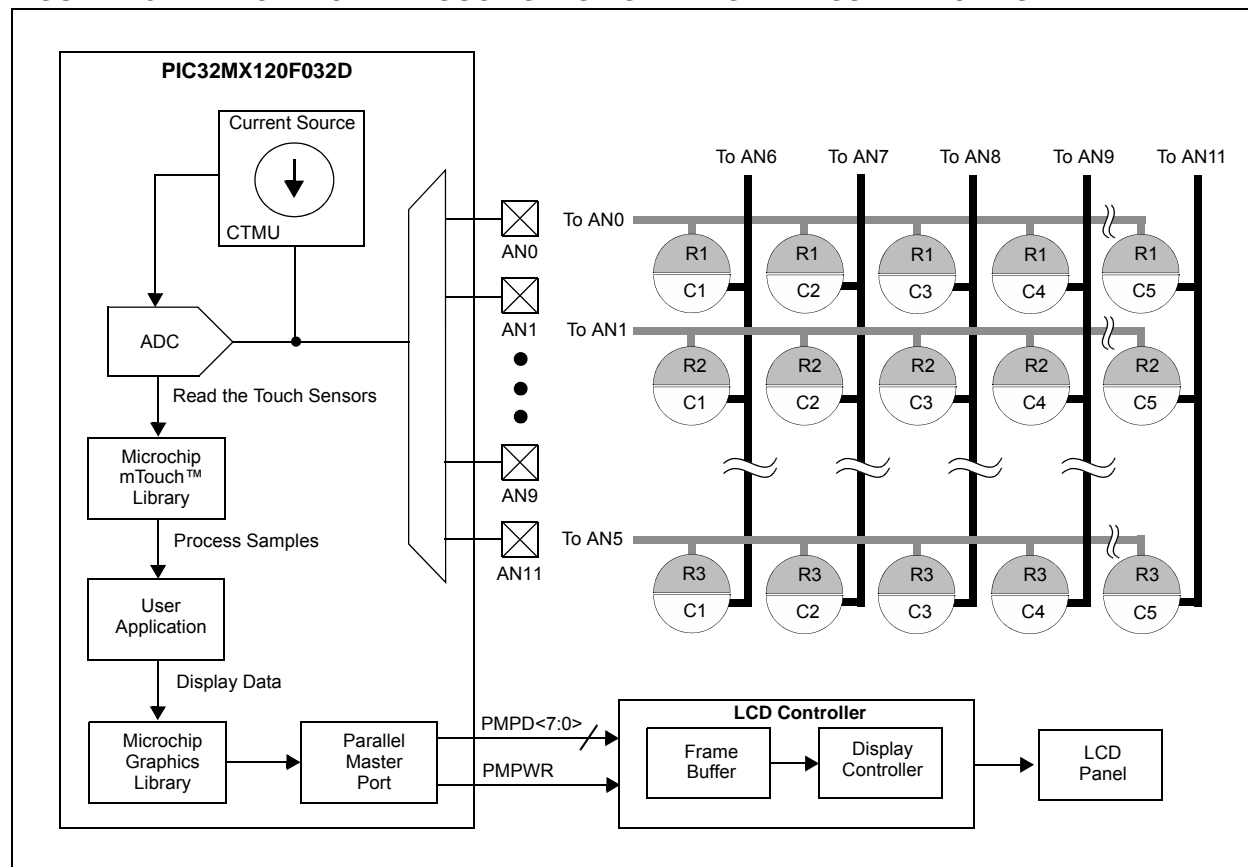 PIC32MX120F032D
Current Source
CTMU
ADC
Read the Touch Sensors
Microchip
mTouch™
Library
Process Samples
User
Application
Display Data
Microchip
Graphics
Library
Parallel
Master
Port
AN0
AN1
AN9
AN11
To AN6
To AN7
To AN8
To AN9
To AN11
To AN0
R1
R1
R1
R1
R1
C1
C2
C3
C4
C5
To AN1
R2
R2
R2
R2
R2
C1
C2
C3
C4
C5
To AN5
R3
R3
R3
R3
R3
C1
C2
C3
C4
C5
PMPD<7:0>
PMPWR
LCD Controller
Frame
Buffer
Display
Controller
LCD
Panel